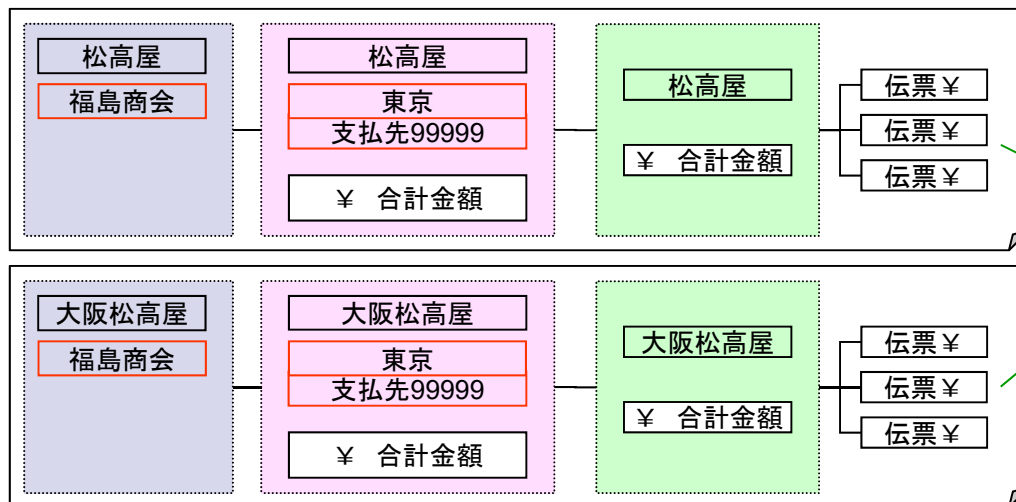 松高屋
福島商会
松高屋
東京
支払先99999
¥ 合計金額
松高屋
¥ 合計金額
伝票¥
伝票¥
伝票¥
大阪松高屋
福島商会
大阪松高屋
東京
支払先99999
¥ 合計金額
大阪松高屋
¥ 合計金額
伝票¥
伝票¥
伝票¥